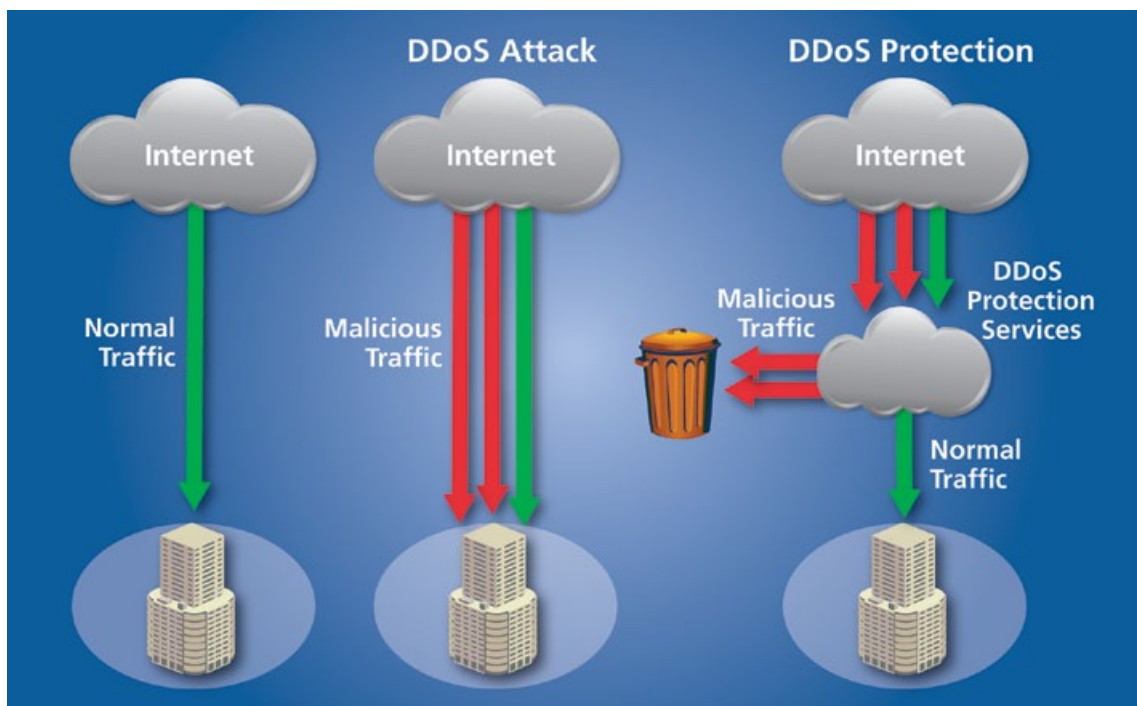 DDoS Attack
DDoS Protection
Internet
Internet
Internet
Normal
Traffic
Malicious
Traffic
Malicious
Traffic
DDoS
Protection
Services
Normal
Traffic